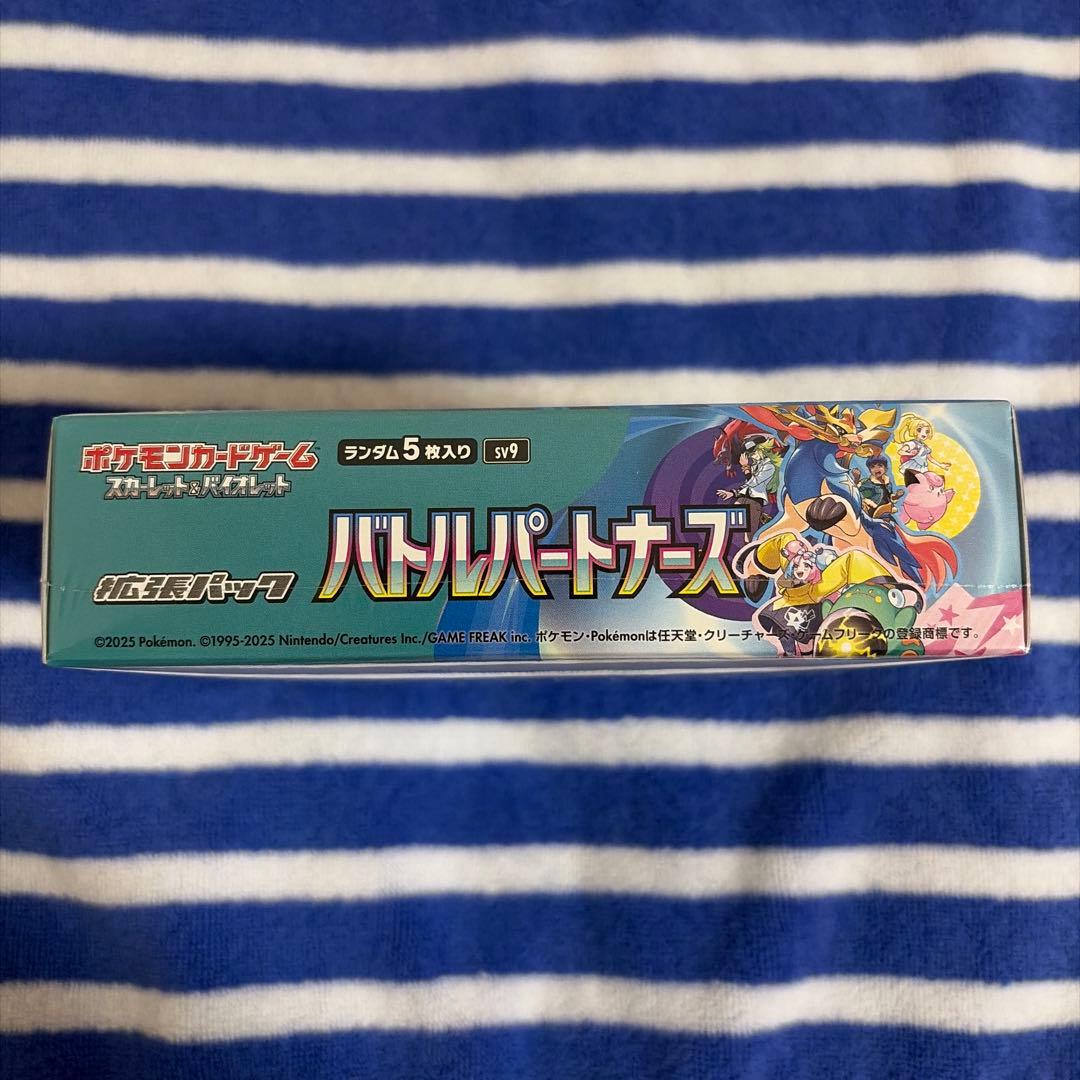 ポケモンカードゲーム
スカーレット&バイオレット
ランダム5枚入り
sv9
拡張パック
バトルパートナーズ
©2025 Pokémon. ©1995-2025 Nintendo/Creatures Inc./GAME FREAK inc. ポケモン・Pokémonは任天堂・クリーチャーズ・ゲームフリークの登録商標です。